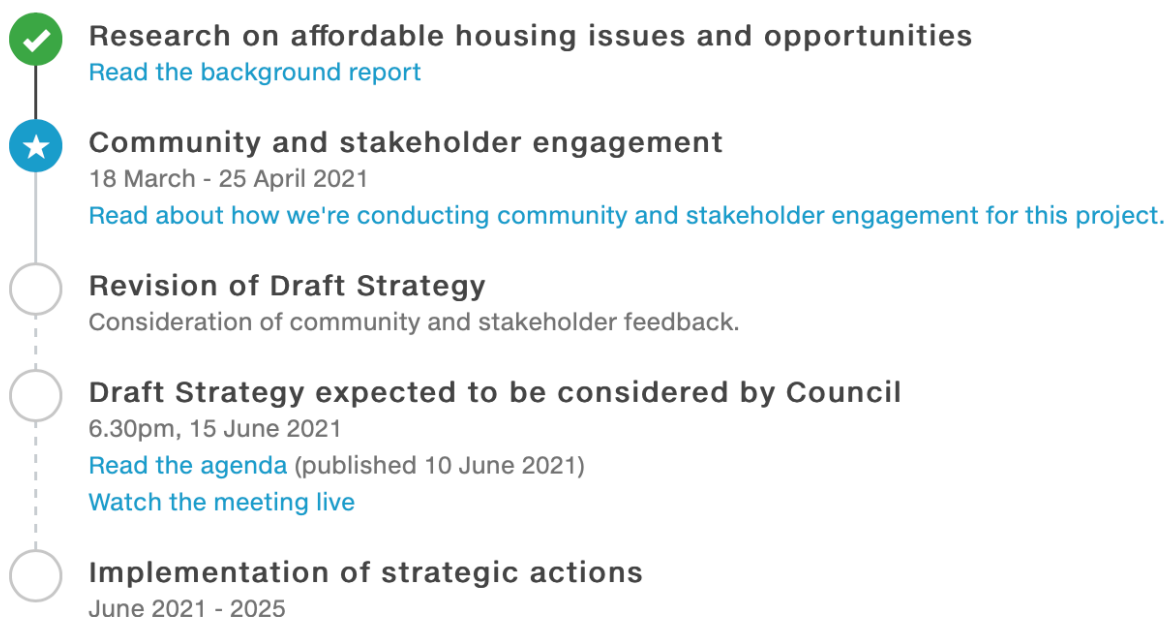 Research on affordable housing issues and opportunities
Read the background report
Community and stakeholder engagement
18 March - 25 April 2021
Read about how we're conducting community and stakeholder engagement for this project.
Revision of Draft Strategy
Consideration of community and stakeholder feedback.
Draft Strategy expected to be considered by Council
6.30pm, 15 June 2021
Read the agenda (published 10 June 2021)
Watch the meeting live
Implementation of strategic actions
June 2021 - 2025